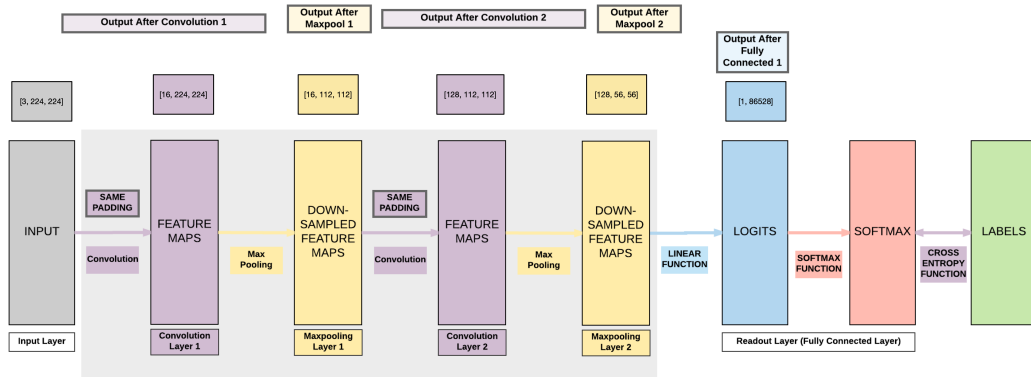 Output After Convolution 1
Output After
Maxpool 1
Output After Convolution 2
Output After
Maxpool 2
Output After
Fully
Connected 1
[3, 224, 224]
[16, 224, 224]
[16, 112, 112]
[128, 112, 112]
[128, 56, 56]
[1, 86528]
INPUT
SAME
PADDING
Convolution
FEATURE
MAPS
Max
Pooling
DOWN-
SAMPLED
FEATURE
MAPS
SAME
PADDING
Convolution
FEATURE
MAPS
Max
Pooling
DOWN-
SAMPLED
FEATURE
MAPS
LINEAR
FUNCTION
LOGITS
SOFTMAX
FUNCTION
SOFTMAX
CROSS
ENTROPY
FUNCTION
LABELS
Input Layer
Convolution
Layer 1
Maxpooling
Layer 1
Convolution
Layer 2
Maxpooling
Layer 2
Readout Layer (Fully Connected Layer)